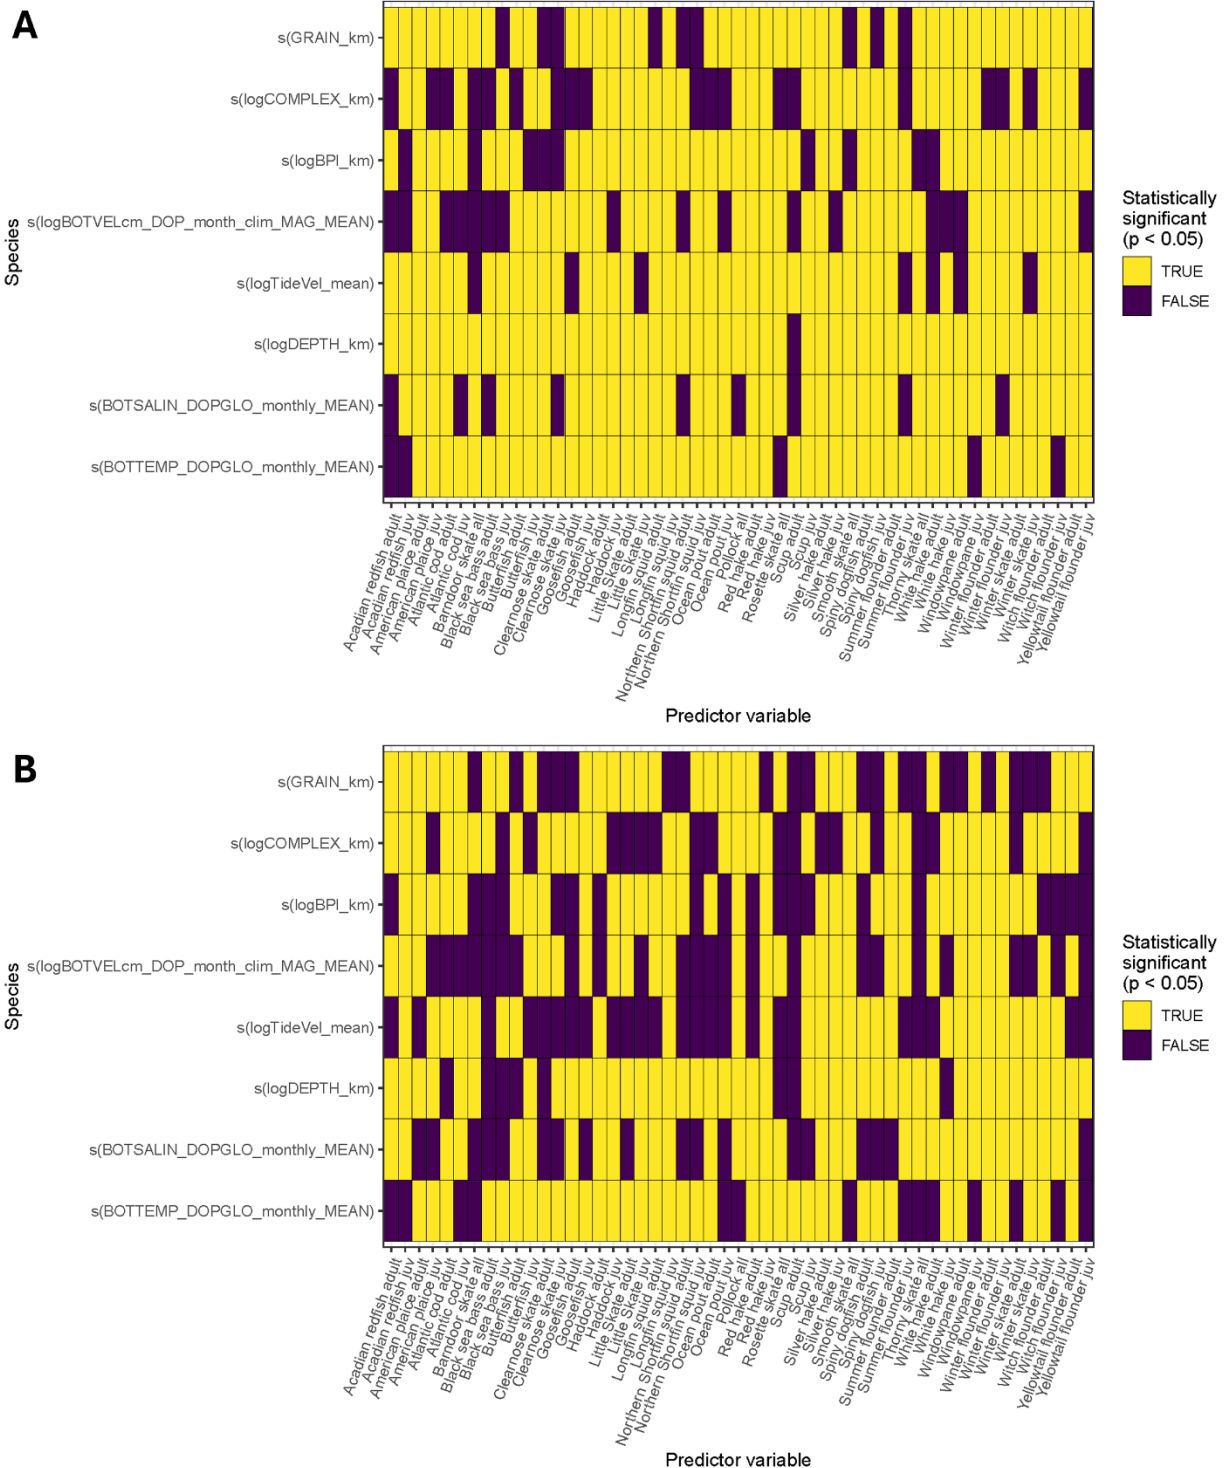 A
s(GRAIN_km)
s(logCOMPLEX_km)
s(logBPI_km)
s(logBOTVELcm_DOP_month_clim_MAG_MEAN)
s(logTideVel_mean)
s(logDEPTH_km)
s(BOTSALIN_DOPGLO_monthly_MEAN)
s(BOTTEMP_DOPGLO_monthly_MEAN)
Species
Acadian redfish adult
Acadian redfish juv
American plaice adult
American plaice juv
Atlantic cod adult
Atlantic cod juv
Barndoor skate all
Black sea bass adult
Black sea bass juv
Butterfish adult
Butterfish juv
Clearnose skate adult
Clearnose skate juv
Goosefish adult
Goosefish juv
Haddock adult
Haddock juv
Little Skate adult
Little Skate juv
Longfin squid adult
Longfin squid juv
Northern Shortfin squid adult
Northern Shortfin squid juv
Ocean pout adult
Ocean pout juv
Pollock all
Red hake adult
Red hake juv
Rosette skate all
Scup adult
Scup juv
Silver hake adult
Silver hake juv
Smooth skate all
Spiny dogfish adult
Spiny dogfish juv
Summer flounder adult
Summer flounder juv
Thorny skate all
White hake adult
White hake juv
Windowpane adult
Windowpane juv
Winter flounder adult
Winter flounder juv
Winter skate adult
Winter skate juv
Witch flounder adult
Witch flounder juv
Yellowtail flounder adult
Yellowtail flounder juv
Predictor variable
Statistically
significant
(p < 0.05)
TRUE
FALSE
B
s(GRAIN_km)
s(logCOMPLEX_km)
s(logBPI_km)
s(logBOTVELcm_DOP_month_clim_MAG_MEAN)
s(logTideVel_mean)
s(logDEPTH_km)
s(BOTSALIN_DOPGLO_monthly_MEAN)
s(BOTTEMP_DOPGLO_monthly_MEAN)
Species
Acadian redfish adult
Acadian redfish juv
American plaice adult
American plaice juv
Atlantic cod adult
Atlantic cod juv
Barndoor skate all
Black sea bass adult
Black sea bass juv
Butterfish adult
Butterfish juv
Clearnose skate adult
Clearnose skate juv
Goosefish adult
Goosefish juv
Haddock adult
Haddock juv
Little Skate adult
Little Skate juv
Longfin squid adult
Longfin squid juv
Northern Shortfin squid adult
Northern Shortfin squid juv
Ocean pout adult
Ocean pout juv
Pollock all
Red hake adult
Red hake juv
Rosette skate all
Scup adult
Scup juv
Silver hake adult
Silver hake juv
Smooth skate all
Spiny dogfish adult
Spiny dogfish juv
Summer flounder adult
Summer flounder juv
Thorny skate all
White hake adult
White hake juv
Windowpane adult
Windowpane juv
Winter flounder adult
Winter flounder juv
Winter skate adult
Winter skate juv
Witch flounder adult
Witch flounder juv
Yellowtail flounder adult
Yellowtail flounder juv
Predictor variable
Statistically
significant
(p < 0.05)
TRUE
FALSE